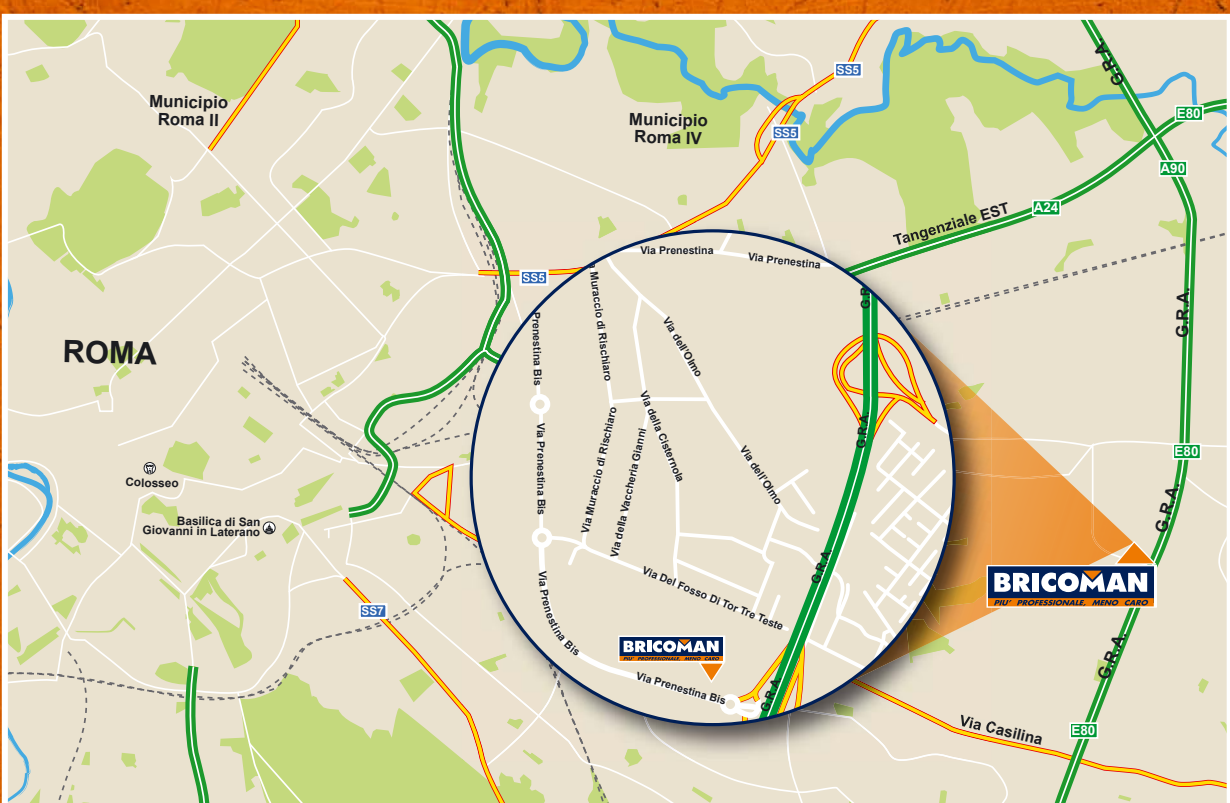 Municipio
Roma II
Municipio
Roma IV
SS5
SS5
G.R.A.
E80
A90
A24
Tangenziale EST
SS5
G.R.A.
ROMA
Colosseo
Basilica di San
Giovanni in Laterano
SS7
Via Prenestina
Via Prenestina
G.R
Prenestina Bis
Muraccio di Rischiaro
Via dell'Olmo
Via Prenestina Bis
Via Muraccio di Rischiaro
Via della Vaccheria Gianni
Via della Cisternola
Via dell'Olmo
G.R.A.
G.R.A.
Via Del Fosso Di Tor Tre Teste
Via Prenestina Bis
BRICOMAN
PIU' PROFESSIONALE, MENO CARO
Via Prenestina Bis
G.R.A.
E80
G.R.A.
BRICOMAN
PIU' PROFESSIONALE, MENO CARO
G.R.A.
Via Casilina
E80